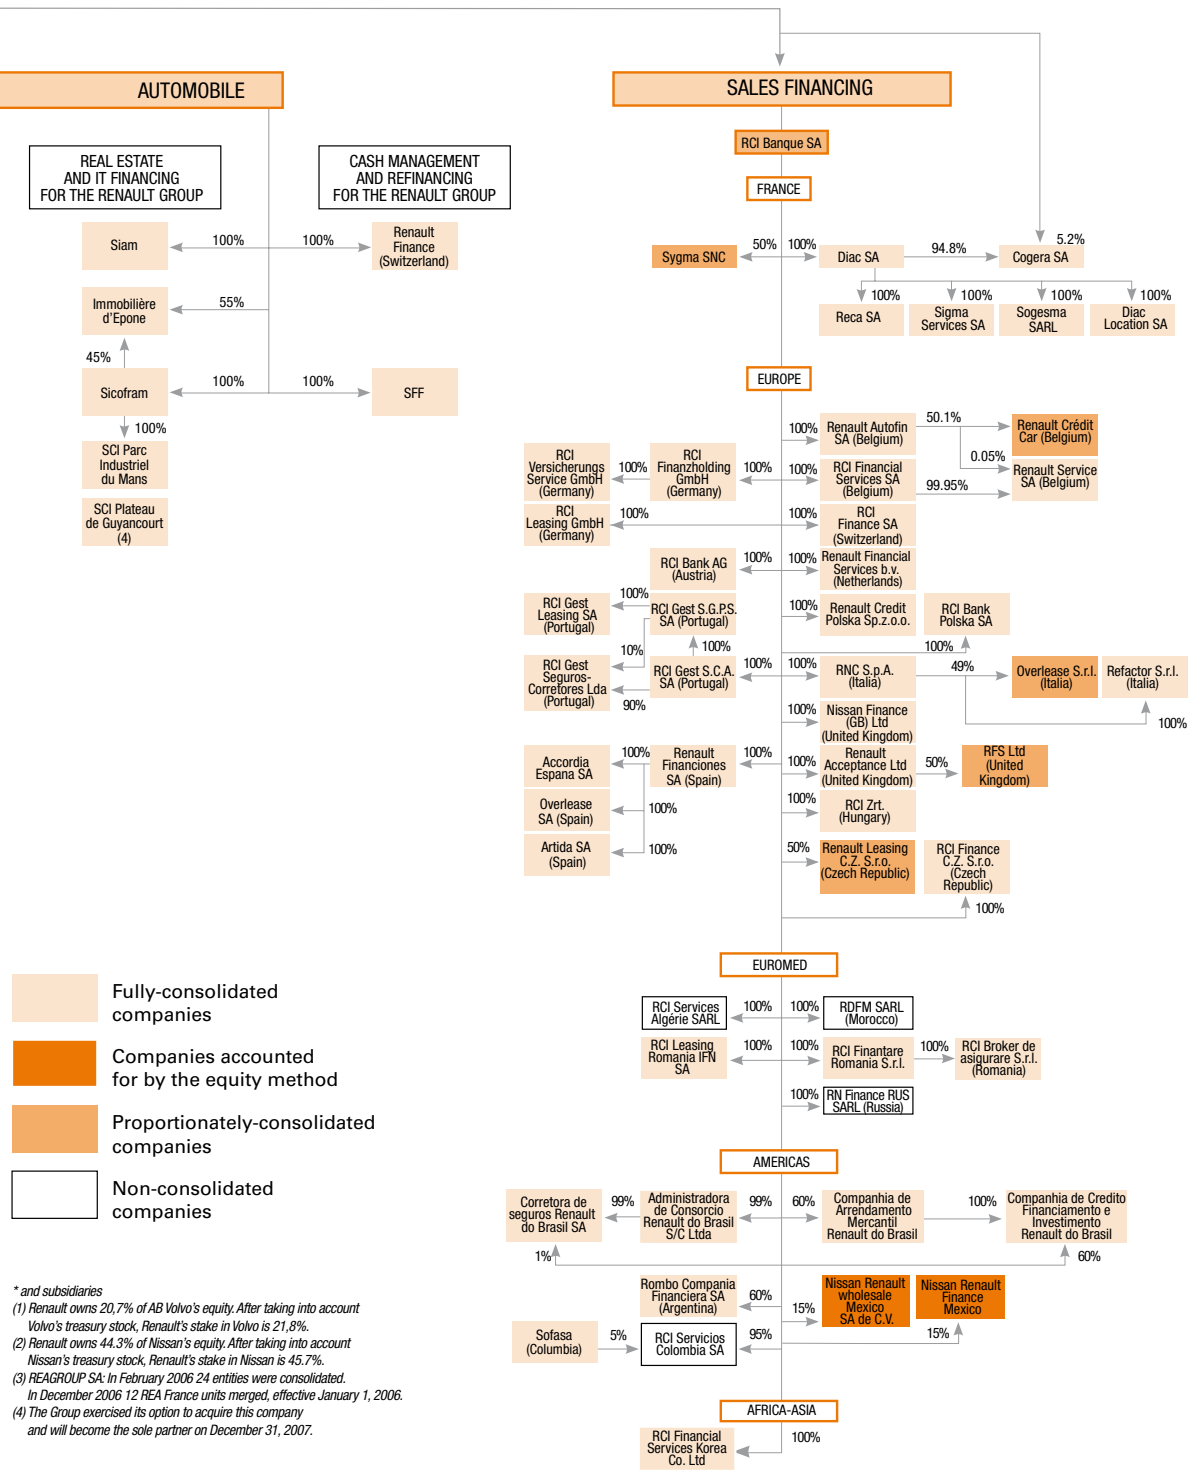 AUTOMOBILE
REAL ESTATE
AND IT FINANCING
FOR THE RENAULT GROUP
CASH MANAGEMENT
AND REFINANCING
FOR THE RENAULT GROUP
Siam
100%
100%
Renault
Finance
(Switzerland)
Immobilière
d'Epone
55%
45%
Sicofram
100%
100%
SFF
100%
SCI Parc
Industriel
du Mans
SCI Plateau
de Guyancourt
(4)
SALES FINANCING
RCI Banque SA
FRANCE
Sygma SNC
50%
100%
Diac SA
94.8%
5.2%
Cogera SA
100%
100%
100%
100%
Reca SA
Sigma
Services SA
Sogesma
SARL
Diac
Location SA
EUROPE
100%
Renault Autofin
SA (Belgium)
50.1%
Renault Crédit
Car (Belgium)
0.05%
RCI
Versicherungs
Service GmbH
(Germany)
100%
RCI
Finanzholding
GmbH
(Germany)
100%
100%
RCI Financial
Services SA
(Belgium)
99.95%
Renault Service
SA (Belgium)
RCI
Leasing GmbH
(Germany)
100%
100%
RCI
Finance SA
(Switzerland)
RCI Bank AG
(Austria)
100%
100%
Renault Financial
Services b.v.
(Netherlands)
RCI Gest
Leasing SA
(Portugal)
100%
RCI Gest S.G.P.S.
SA (Portugal)
100%
Renault Credit
Polska Sp.z.o.o.
RCI Bank
Polska SA
100%
10%
100%
RCI Gest
Seguros-
Corretores Lda
(Portugal)
90%
RCI Gest S.C.A.
SA (Portugal)
100%
100%
RNC S.p.A.
(Italia)
49%
Overlease S.r.l.
(Italia)
Refactor S.r.l.
(Italia)
100%
100%
Nissan Finance
(GB) Ltd
(United Kingdom)
Accordia
Espana SA
100%
Renault
Financiones
SA (Spain)
100%
100%
Renault
Acceptance Ltd
(United Kingdom)
50%
RFS Ltd
(United
Kingdom)
Overlease
SA (Spain)
100%
100%
RCI Zrt.
(Hungary)
Artida SA
(Spain)
100%
50%
Renault Leasing
C.Z. S.r.o.
(Czech Republic)
RCI Finance
C.Z. S.r.o.
(Czech
Republic)
100%
EUROMED
RCI Services
Algérie SARL
100%
100%
RDFM SARL
(Morocco)
RCI Leasing
Romania IFN
SA
100%
100%
RCI Finantare
Romania S.r.l.
100%
RCI Broker de
asigurare S.r.l.
(Romania)
100%
RN Finance RUS
SARL (Russia)
AMERICAS
Corretora de
seguros Renault
do Brasil SA
99%
Administradora
de Consorcio
Renault do Brasil
S/C Ltda
99%
60%
Companhia de
Arrendamento
Mercantil
Renault do Brasil
100%
Companhia de Credito
Financiamento e
Investimento
Renault do Brasil
1%
60%
Rombo Compania
Financiera SA
(Argentina)
60%
15%
Nissan Renault
wholesale
Mexico
SA de C.V.
Nissan Renault
Finance
Mexico
15%
Sofasa
(Columbia)
5%
RCI Servicios
Colombia SA
95%
AFRICA-ASIA
RCI Financial
Services Korea
Co. Ltd
100%
Fully-consolidated
companies
Companies accounted
for by the equity method
Proportionately-consolidated
companies
Non-consolidated
companies
* and subsidiaries
(1) Renault owns 20,7% of AB Volvo's equity. After taking into account
Volvo's treasury stock, Renault's stake in Volvo is 21,8%.
(2) Renault owns 44.3% of Nissan's equity. After taking into account
Nissan's treasury stock, Renault's stake in Nissan is 45.7%.
(3) REAGROUP SA: In February 2006 24 entities were consolidated.
In December 2006 12 REA France units merged, effective January 1, 2006.
(4) The Group exercised its option to acquire this company
and will become the sole partner on December 31, 2007.